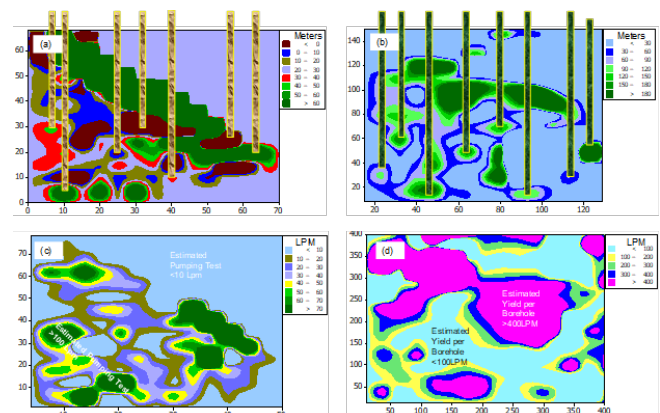 (a)
Meters
< 0
0 – 10
10 – 20
20 – 30
30 – 40
40 – 50
50 – 60
> 60
60
50
40
30
20
10
0
0 10 20 30 40 50 60 70
(b)
Meters
< 30
30 – 60
60 – 90
90 – 120
120 – 150
150 – 180
> 180
140
120
100
80
60
40
20
20 40 60 80 100 120
(c)
LPM
< 10
10 – 20
20 – 30
30 – 40
40 – 50
50 – 60
60 – 70
> 70
Estimated
Pumping Test
<10 Lpm
Estimated Pumping Test
70
60
50
40
30
20
10
(d)
LPM
< 100
100 – 200
200 – 300
300 – 400
> 400
Estimated
Yield per
Borehole
>400LPM
Estimated
Yield per
Borehole
<100LPM
400
350
300
250
200
150
100
50
50 100 150 200 250 300 350 400